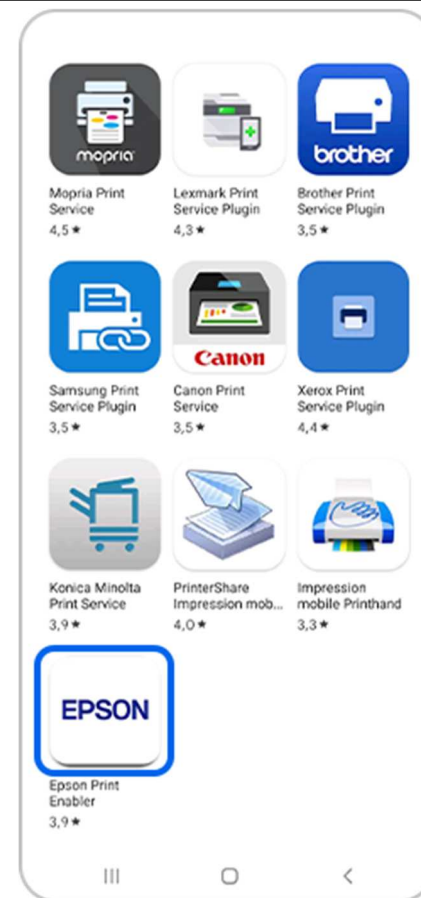 mopria
brother
Mopria Print
Service
4,5 ★
Lexmark Print
Service Plugin
4,3 ★
Brother Print
Service Plugin
3,5 ★
Canon
Samsung Print
Service Plugin
3,5 ★
Canon Print
Service
3,5 ★
Xerox Print
Service Plugin
4,4 ★
Konica Minolta
Print Service
3,9 ★
PrinterShare
Impression mob...
4,0 ★
Impression
mobile Printhand
3,3 ★
EPSON
Epson Print
Enabler
3,9 ★